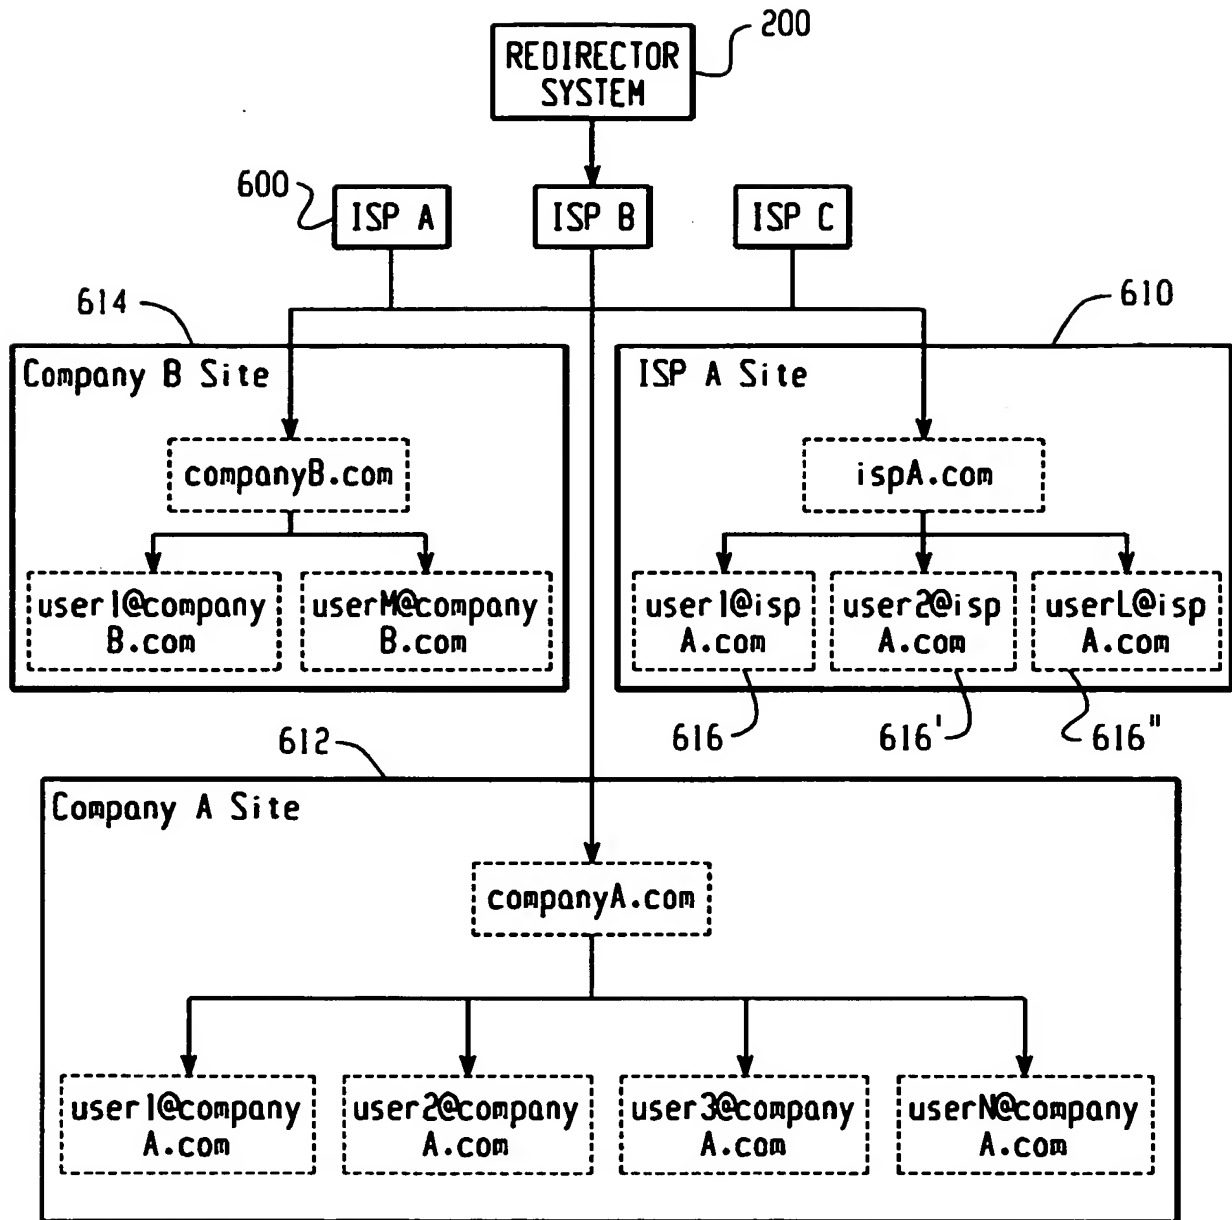 200
REDIRECTOR
SYSTEM
600
ISP A
ISP B
ISP C
614
610
Company B Site
ISP A Site
companyB.com
ispA.com
user1@company
B.com
userM@company
B.com
user1@isp
A.com
user2@isp
A.com
userL@isp
A.com
616
616'
616"
612
Company A Site
companyA.com
user1@company
A.com
user2@company
A.com
user3@company
A.com
userN@company
A.com